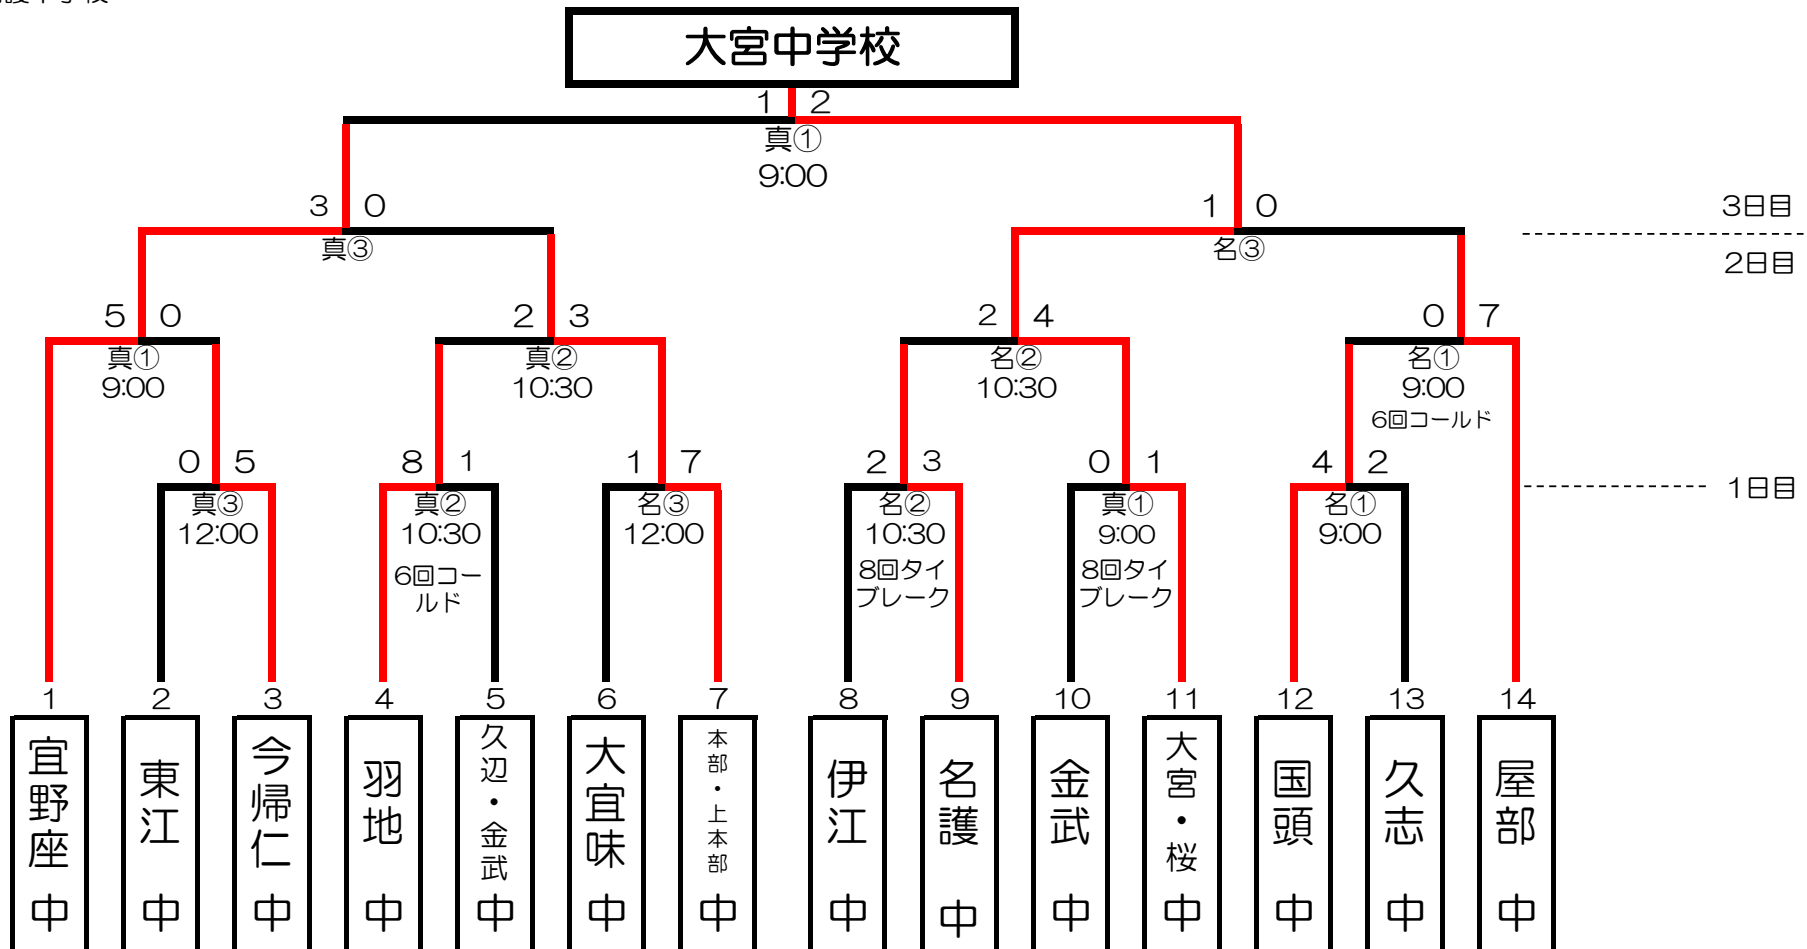 大宮中学校
1 2
真①
9:00
3 0
1 0
3日目
真③
名③
2日目
5 0
2 3
2 4
0 7
真①
9:00
真②
10:30
名②
10:30
名①
9:00
6回コールド
0 5
8 1
1 7
2 3
0 1
4 2
1日目
真③
12:00
真②
10:30
6回コー
ルド
名③
12:00
名②
10:30
8回タイ
ブレーク
真①
9:00
8回タイ
ブレーク
名①
9:00
1 2 3 4 5 6 7 8 9 10 11 12 13 14
宜野座中
東江中
今帰仁中
羽地中
久辺・金武中
大宜味中
本部・上本部中
伊江中
名護中
金武中
大宮・桜中
国頭中
久志中
屋部中